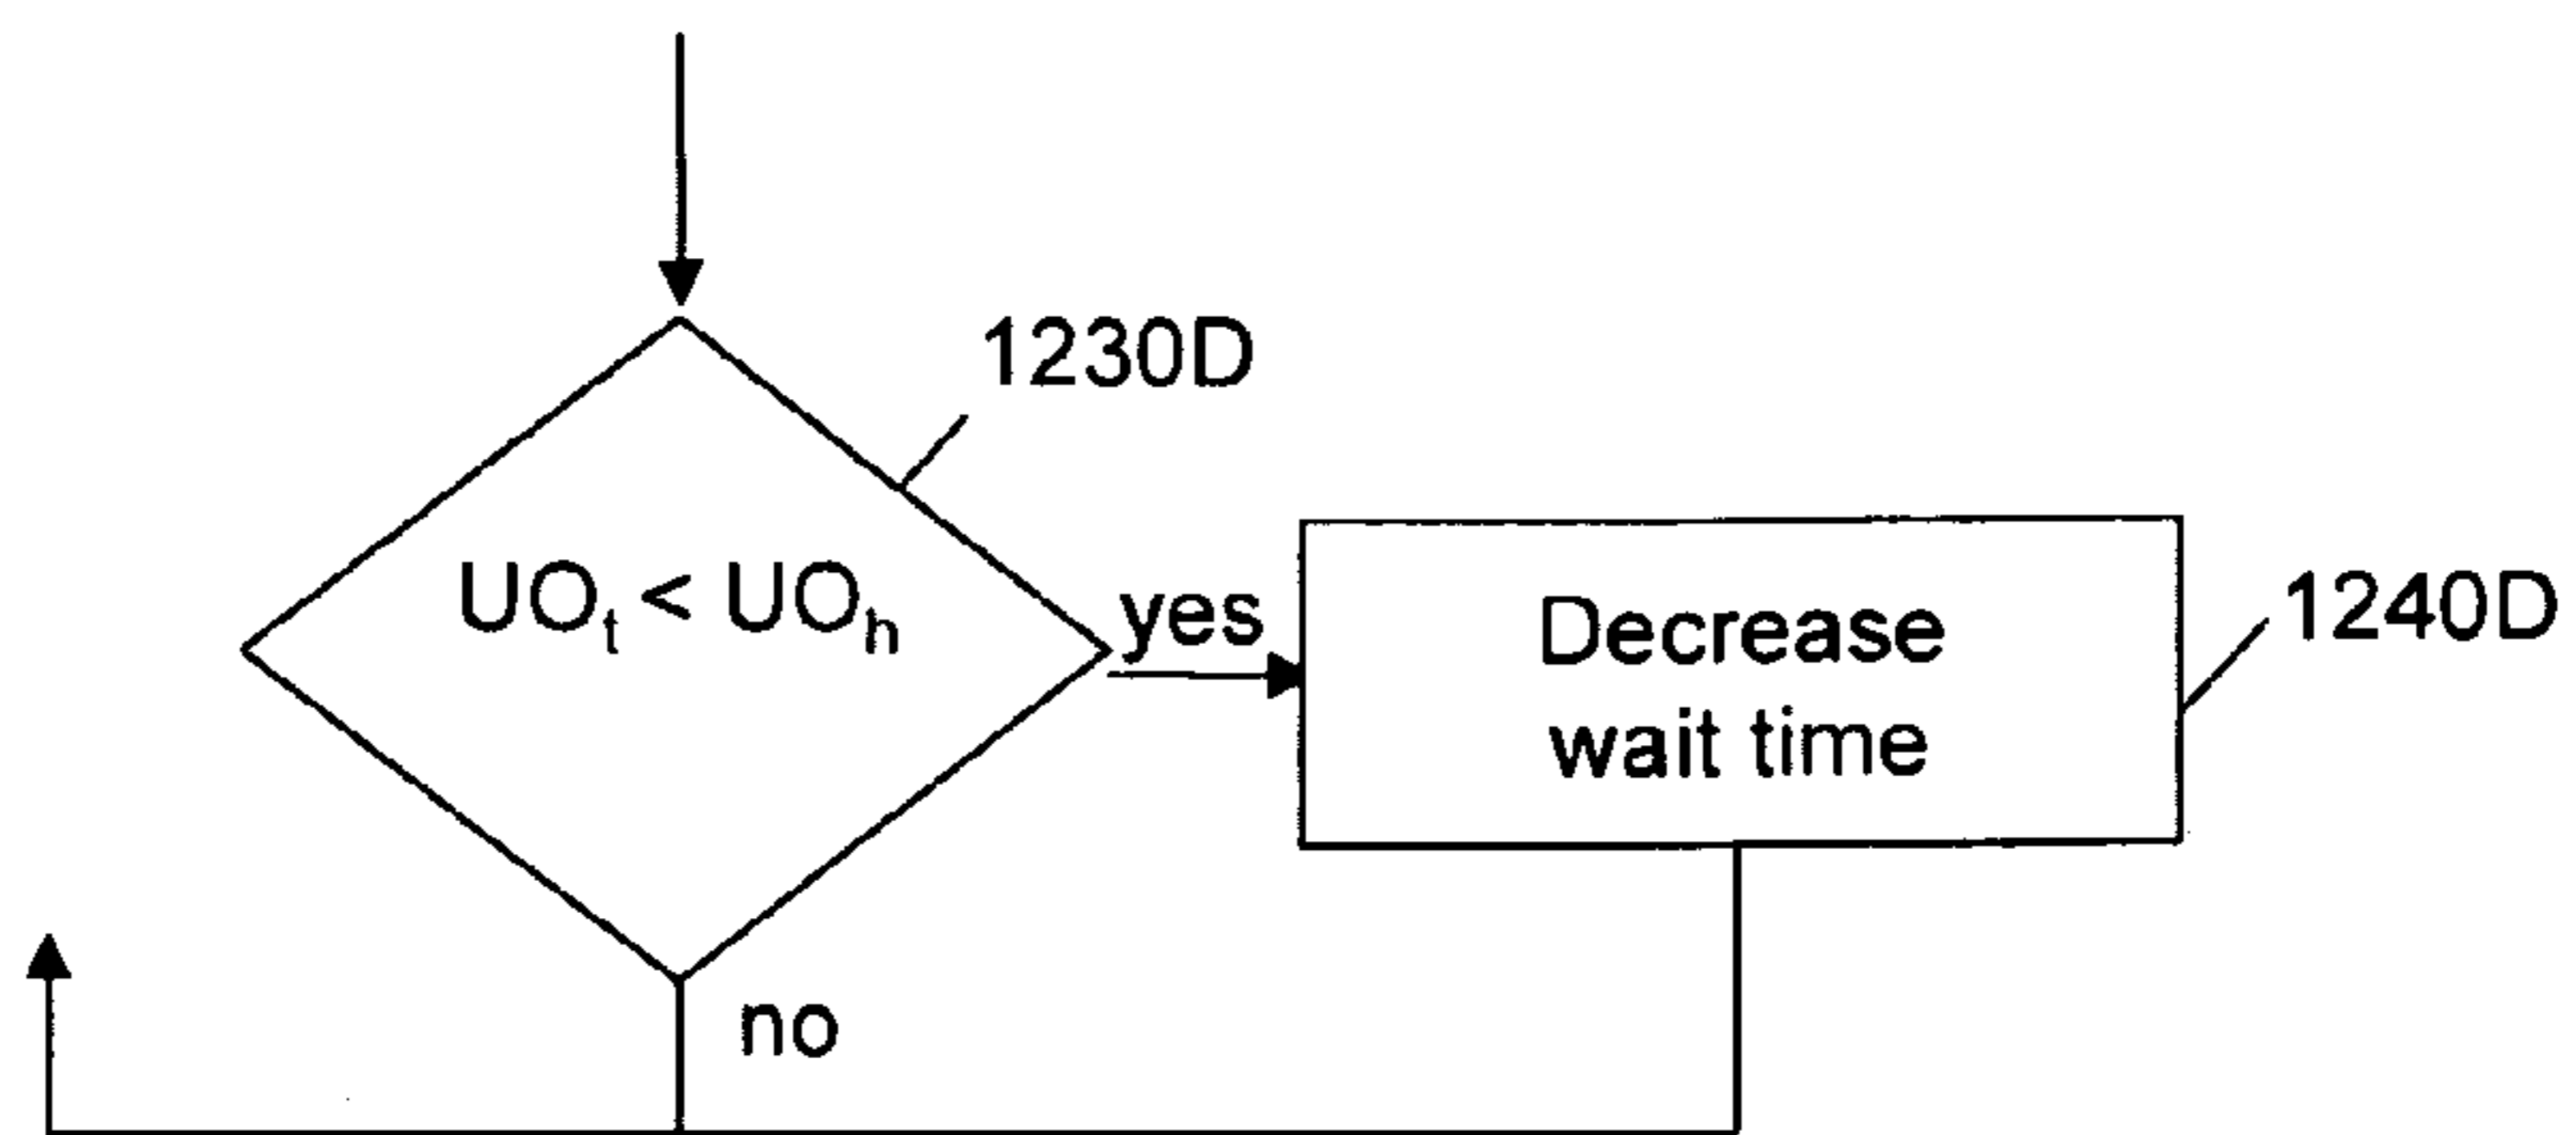 1230D
UOt < UOh
yes
Decrease
wait time
1240D
no